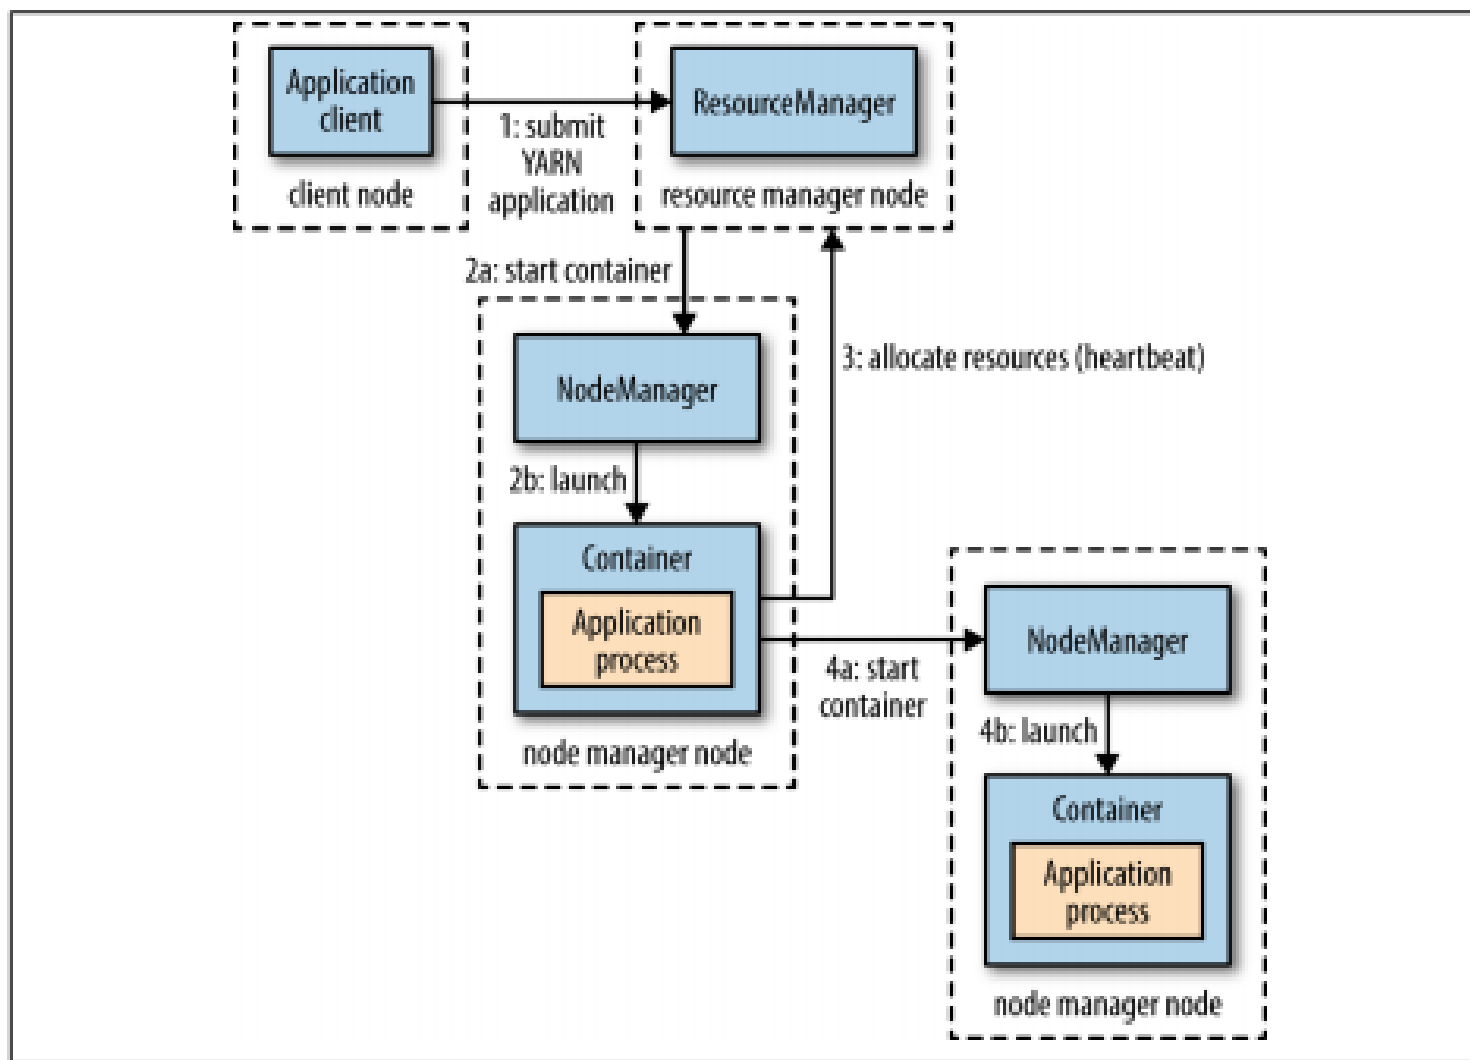 Application
client
client node
1: submit
YARN
application
ResourceManager
resource manager node
2a: start container
NodeManager
2b: launch
Container
Application
process
node manager node
3: allocate resources (heartbeat)
4a: start
container
NodeManager
4b: launch
Container
Application
process
node manager node